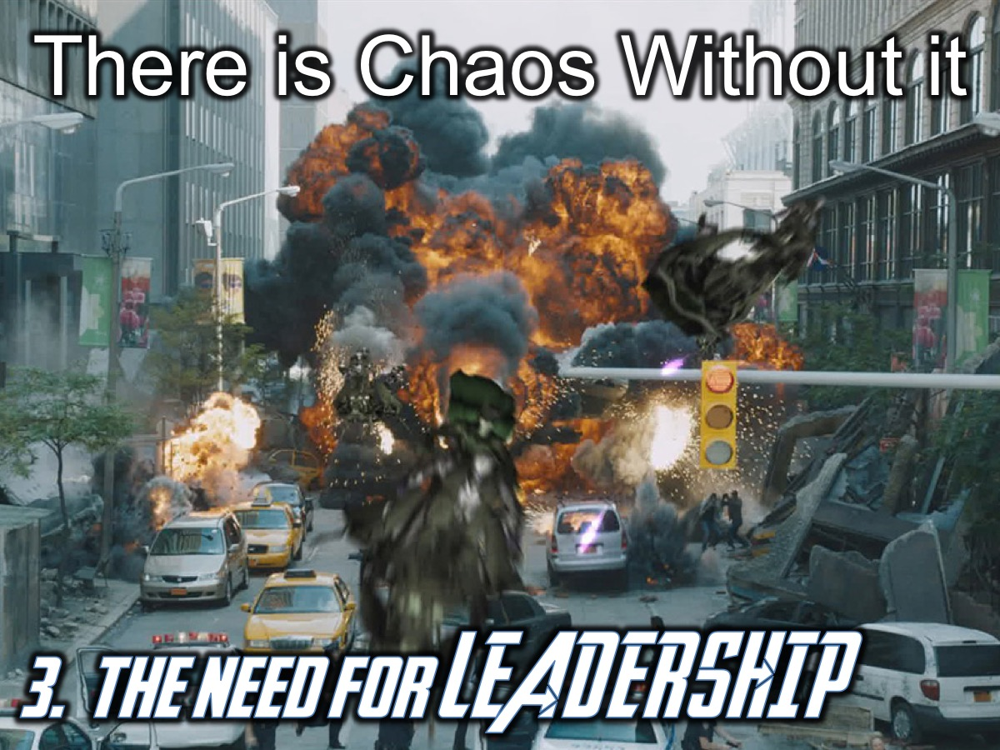 There is Chaos Without it
3. THE NEED FOR LEADERSHIP